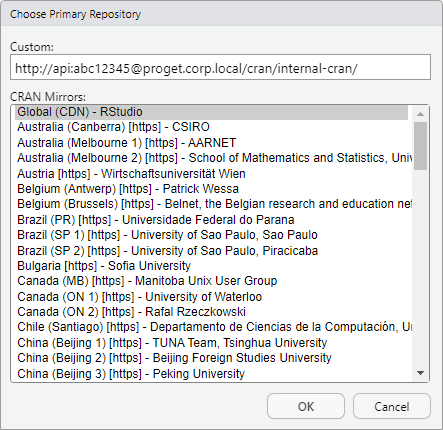 Choose Primary Repository
Custom:
http://api:abc12345@proget.corp.local/cran/internal-cran/
CRAN Mirrors:
Global (CDN) - RStudio
Australia (Canberra) [https] - CSIRO
Australia (Melbourne 1) [https] - AARNET
Australia (Melbourne 2) [https] - School of Mathematics and Statistics, Univ
Austria [https] - Wirtschaftsuniversität Wien
Belgium (Antwerp) [https] - Patrick Wessa
Belgium (Brussels) [https] - Belnet, the Belgian research and education net
Brazil (PR) [https] - Universidade Federal do Parana
Brazil (SP 1) [https] - University of Sao Paulo, Sao Paulo
Brazil (SP 2) [https] - University of Sao Paulo, Piracicaba
Bulgaria [https] - Sofia University
Canada (MB) [https] - Manitoba Unix User Group
Canada (ON 1) [https] - University of Waterloo
Canada (ON 2) [https] - Rafal Rzeczkowski
Chile (Santiago) [https] - Departamento de Ciencias de la Computación, U
China (Beijing 1) [https] - TUNA Team, Tsinghua University
China (Beijing 2) [https] - Beijing Foreign Studies University
China (Beijing 3) [https] - Peking University
OK
Cancel